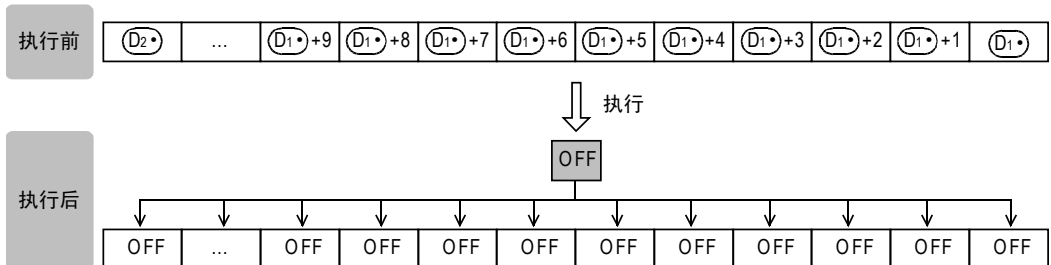 执行前 D2• ... D1•+9 D1•+8 D1•+7 D1•+6 D1•+5 D1•+4 D1•+3 D1•+2 D1•+1 D1•
执行
OFF
执行后
OFF ... OFF OFF OFF OFF OFF OFF OFF OFF OFF OFF